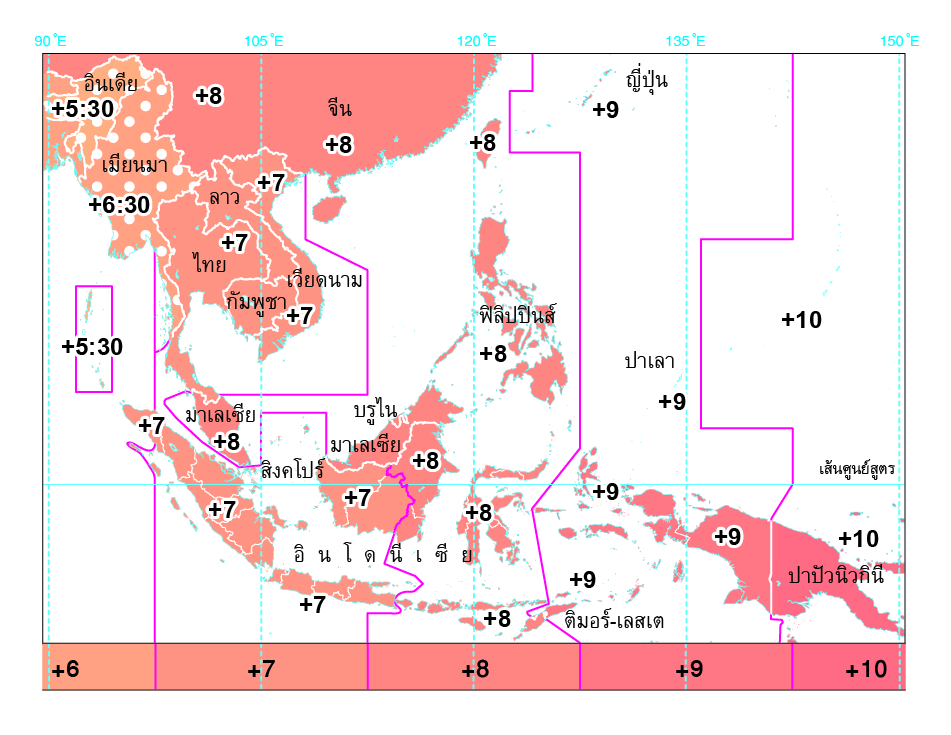 90°E 105°E 120°E 135°E 150°E
อินเดีย
+5:30
+8
จีน
+8
+8
ญี่ปุ่น
+9
เมียนมา
+6:30
ลาว
+7
+7
ไทย
เวียดนาม
กัมพูชา
+7
+5:30
ฟิลิปปินส์
+8
+10
ปาเลา
+9
มาเลเซีย
+8
+7
บรูไน
มาเลเซีย
+8
สิงคโปร์
เส้นศูนย์สูตร
+7
+7
+8
+9
+9
+10
อินโดนีเซีย
ปาปัวนิวกินี
+9
+7
+8
ติมอร์-เลสเต
+6 +7 +8 +9 +10